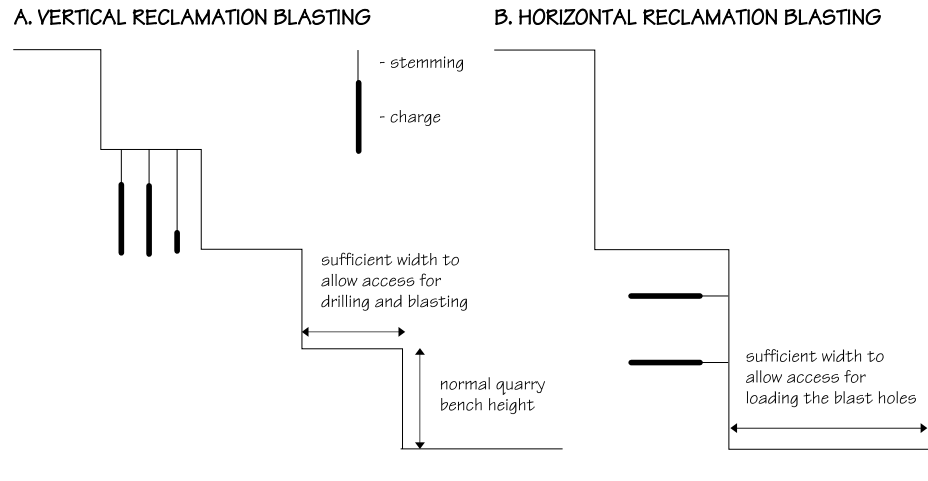 A. VERTICAL RECLAMATION BLASTING
B. HORIZONTAL RECLAMATION BLASTING
- stemming
- charge
sufficient width to
allow access for
drilling and blasting
normal quarry
bench height
sufficient width to
allow access for
loading the blast holes